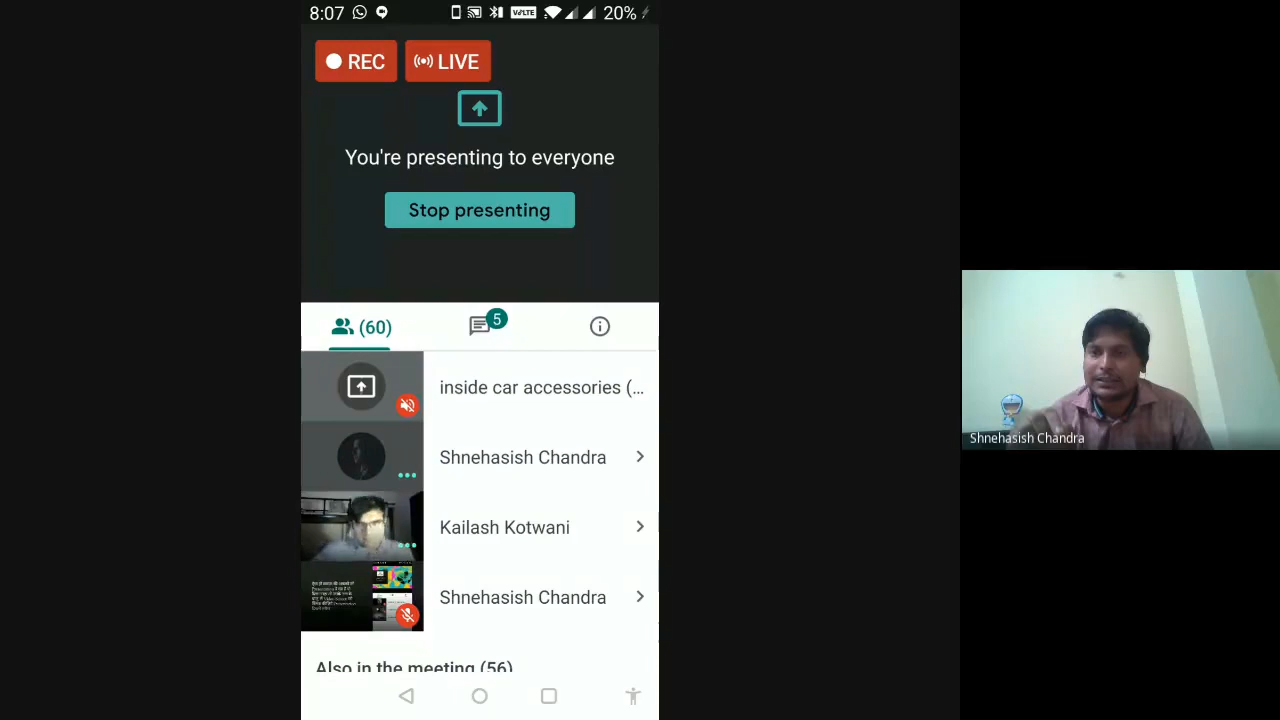 8:07
VoLTE
20%
REC
LIVE
You're presenting to everyone
Stop presenting
(60)
5
inside car accessories (...
Shnehasish Chandra
Kailash Kotwani
Shnehasish Chandra
Also in the meeting (56)
Shnehasish Chandra